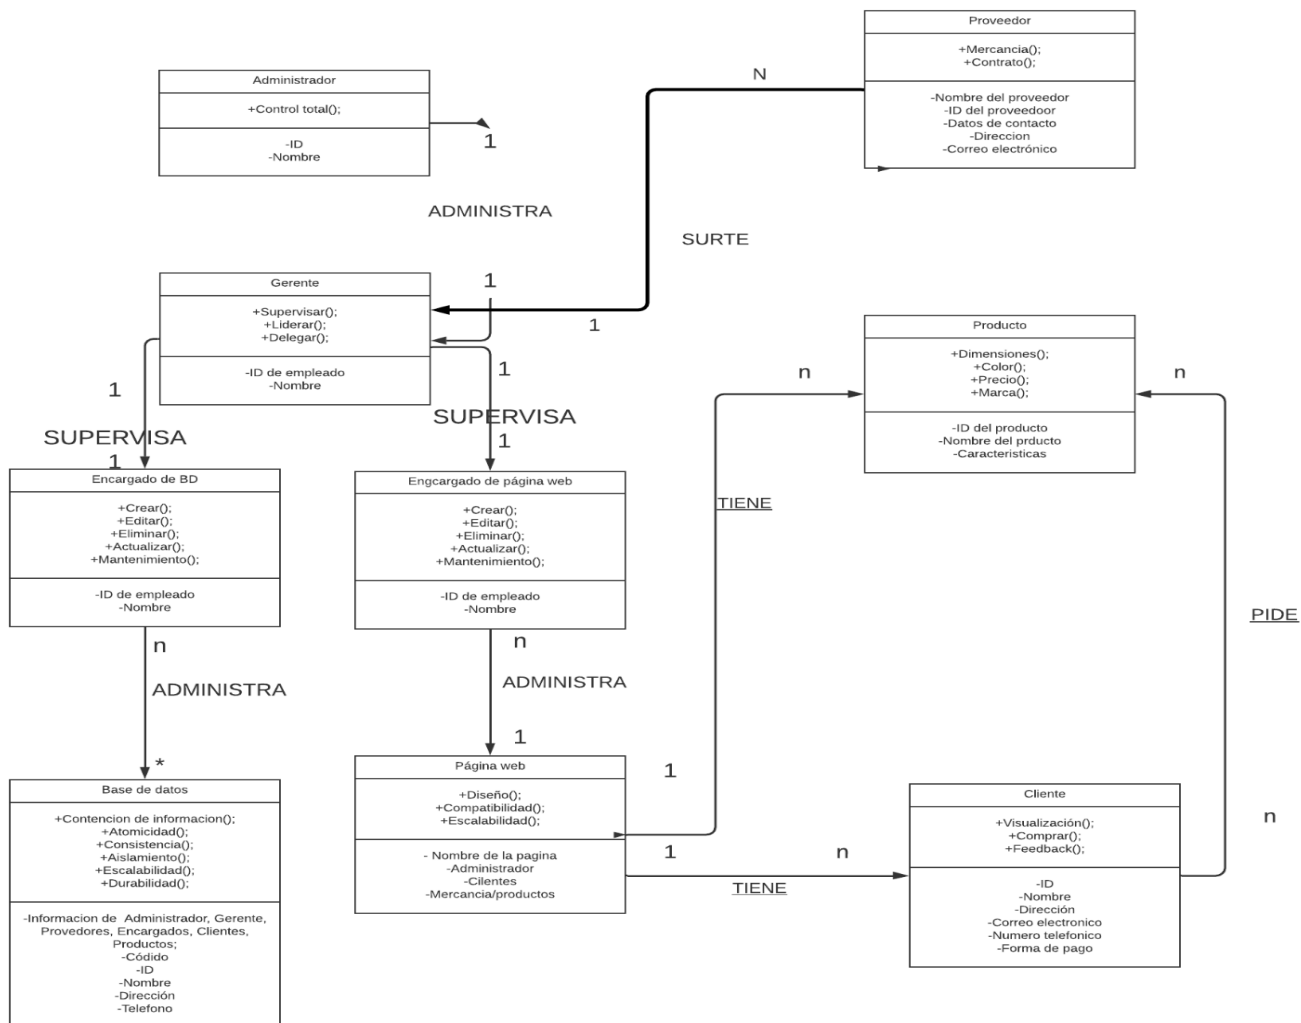 Proveedor
+Mercancia();
+Contrato();
-Nombre del proveedor
-ID del proveedoor
-Datos de contacto
-Direccion
-Correo electrónico
N
Administrador
+Control total();
-ID
-Nombre
1
ADMINISTRA
SURTE
1
1
Gerente
+Supervisar();
+Liderar();
+Delegar();
-ID de empleado
-Nombre
1
SUPERVISA
1
1
SUPERVISA
1
Producto
+Dimensiones();
+Color();
+Precio();
+Marca();
-ID del producto
-Nombre del prducto
-Caracteristicas
n
n
Encargado de BD
+Crear();
+Editar();
+Eliminar();
+Actualizar();
+Mantenimiento();
-ID de empleado
-Nombre
Engcargado de página web
+Crear();
+Editar();
+Eliminar();
+Actualizar();
+Mantenimiento();
-ID de empleado
-Nombre
TIENE
PIDE
n
ADMINISTRA
*
n
ADMINISTRA
1
Base de datos
+Contencion de informacion();
+Atomicidad();
+Consistencia();
+Aislamiento();
+Escalabilidad();
+Durabilidad();
-Informacion de Administrador, Gerente,
Provedores, Encargados, Clientes,
Productos;
-Códido
-ID
-Nombre
-Dirección
-Telefono
Página web
+Diseño();
+Compatibilidad();
+Escalabilidad();
- Nombre de la pagina
-Administrador
-Cilentes
-Mercancia/productos
1
1
n
TIENE
Cliente
+Visualización();
+Comprar();
+Feedback();
-ID
-Nombre
-Dirección
-Correo electronico
-Numero telefonico
-Forma de pago
n